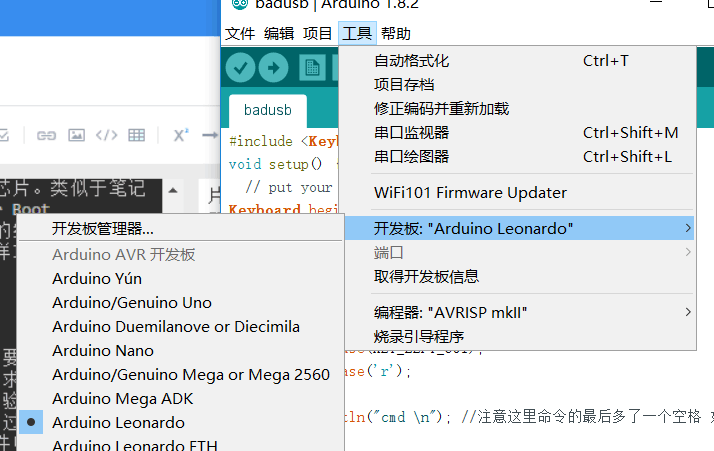 badusb | Arduino 1.8.2
文件 编辑 项目 工具 帮助
自动格式化 Ctrl+T
项目存档
修正编码并重新加载
串口监视器 Ctrl+Shift+M
串口绘图器 Ctrl+Shift+L
WiFi101 Firmware Updater
开发板: "Arduino Leonardo"
端口
取得开发板信息
编程器: "AVRISP mkII"
烧录引导程序
badusb
#include <Keyb
void setup()
// put your
Keyboard.begin
ase('r');
ln("cmd \n"); //注意这里命令的最后多了一个空格
芯片。类似于笔记
Boot
片
开发板管理器...
Arduino AVR 开发板
Arduino Yún
Arduino/Genuino Uno
Arduino Duemilanove or Diecimila
Arduino Nano
Arduino/Genuino Mega or Mega 2560
Arduino Mega ADK
Arduino Leonardo
Arduino Leonardo ETH
要
求
验
过